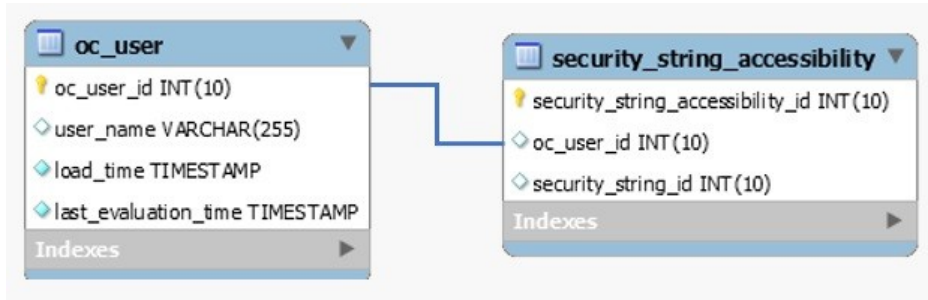 oc_user
oc_user_id INT(10)
user_name VARCHAR(255)
load_time TIMESTAMP
last_evaluation_time TIMESTAMP
Indexes
security_string_accessibility
security_string_accessibility_id INT(10)
oc_user_id INT(10)
security_string_id INT(10)
Indexes